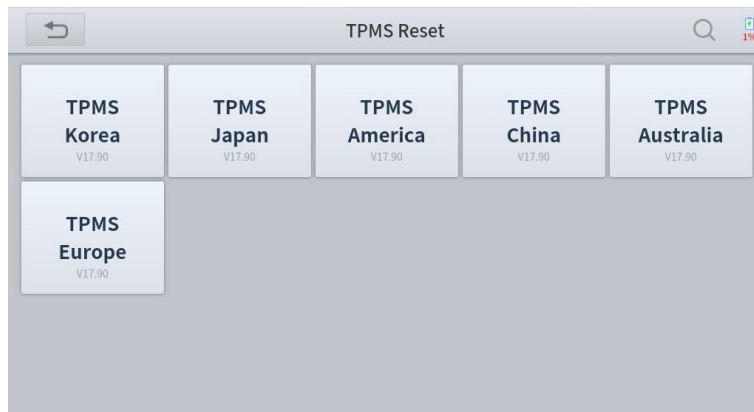 TPMS Reset
1%
TPMS
Korea
V17.90
TPMS
Japan
V17.90
TPMS
America
V17.90
TPMS
China
V17.90
TPMS
Australia
V17.90
TPMS
Europe
V17.90